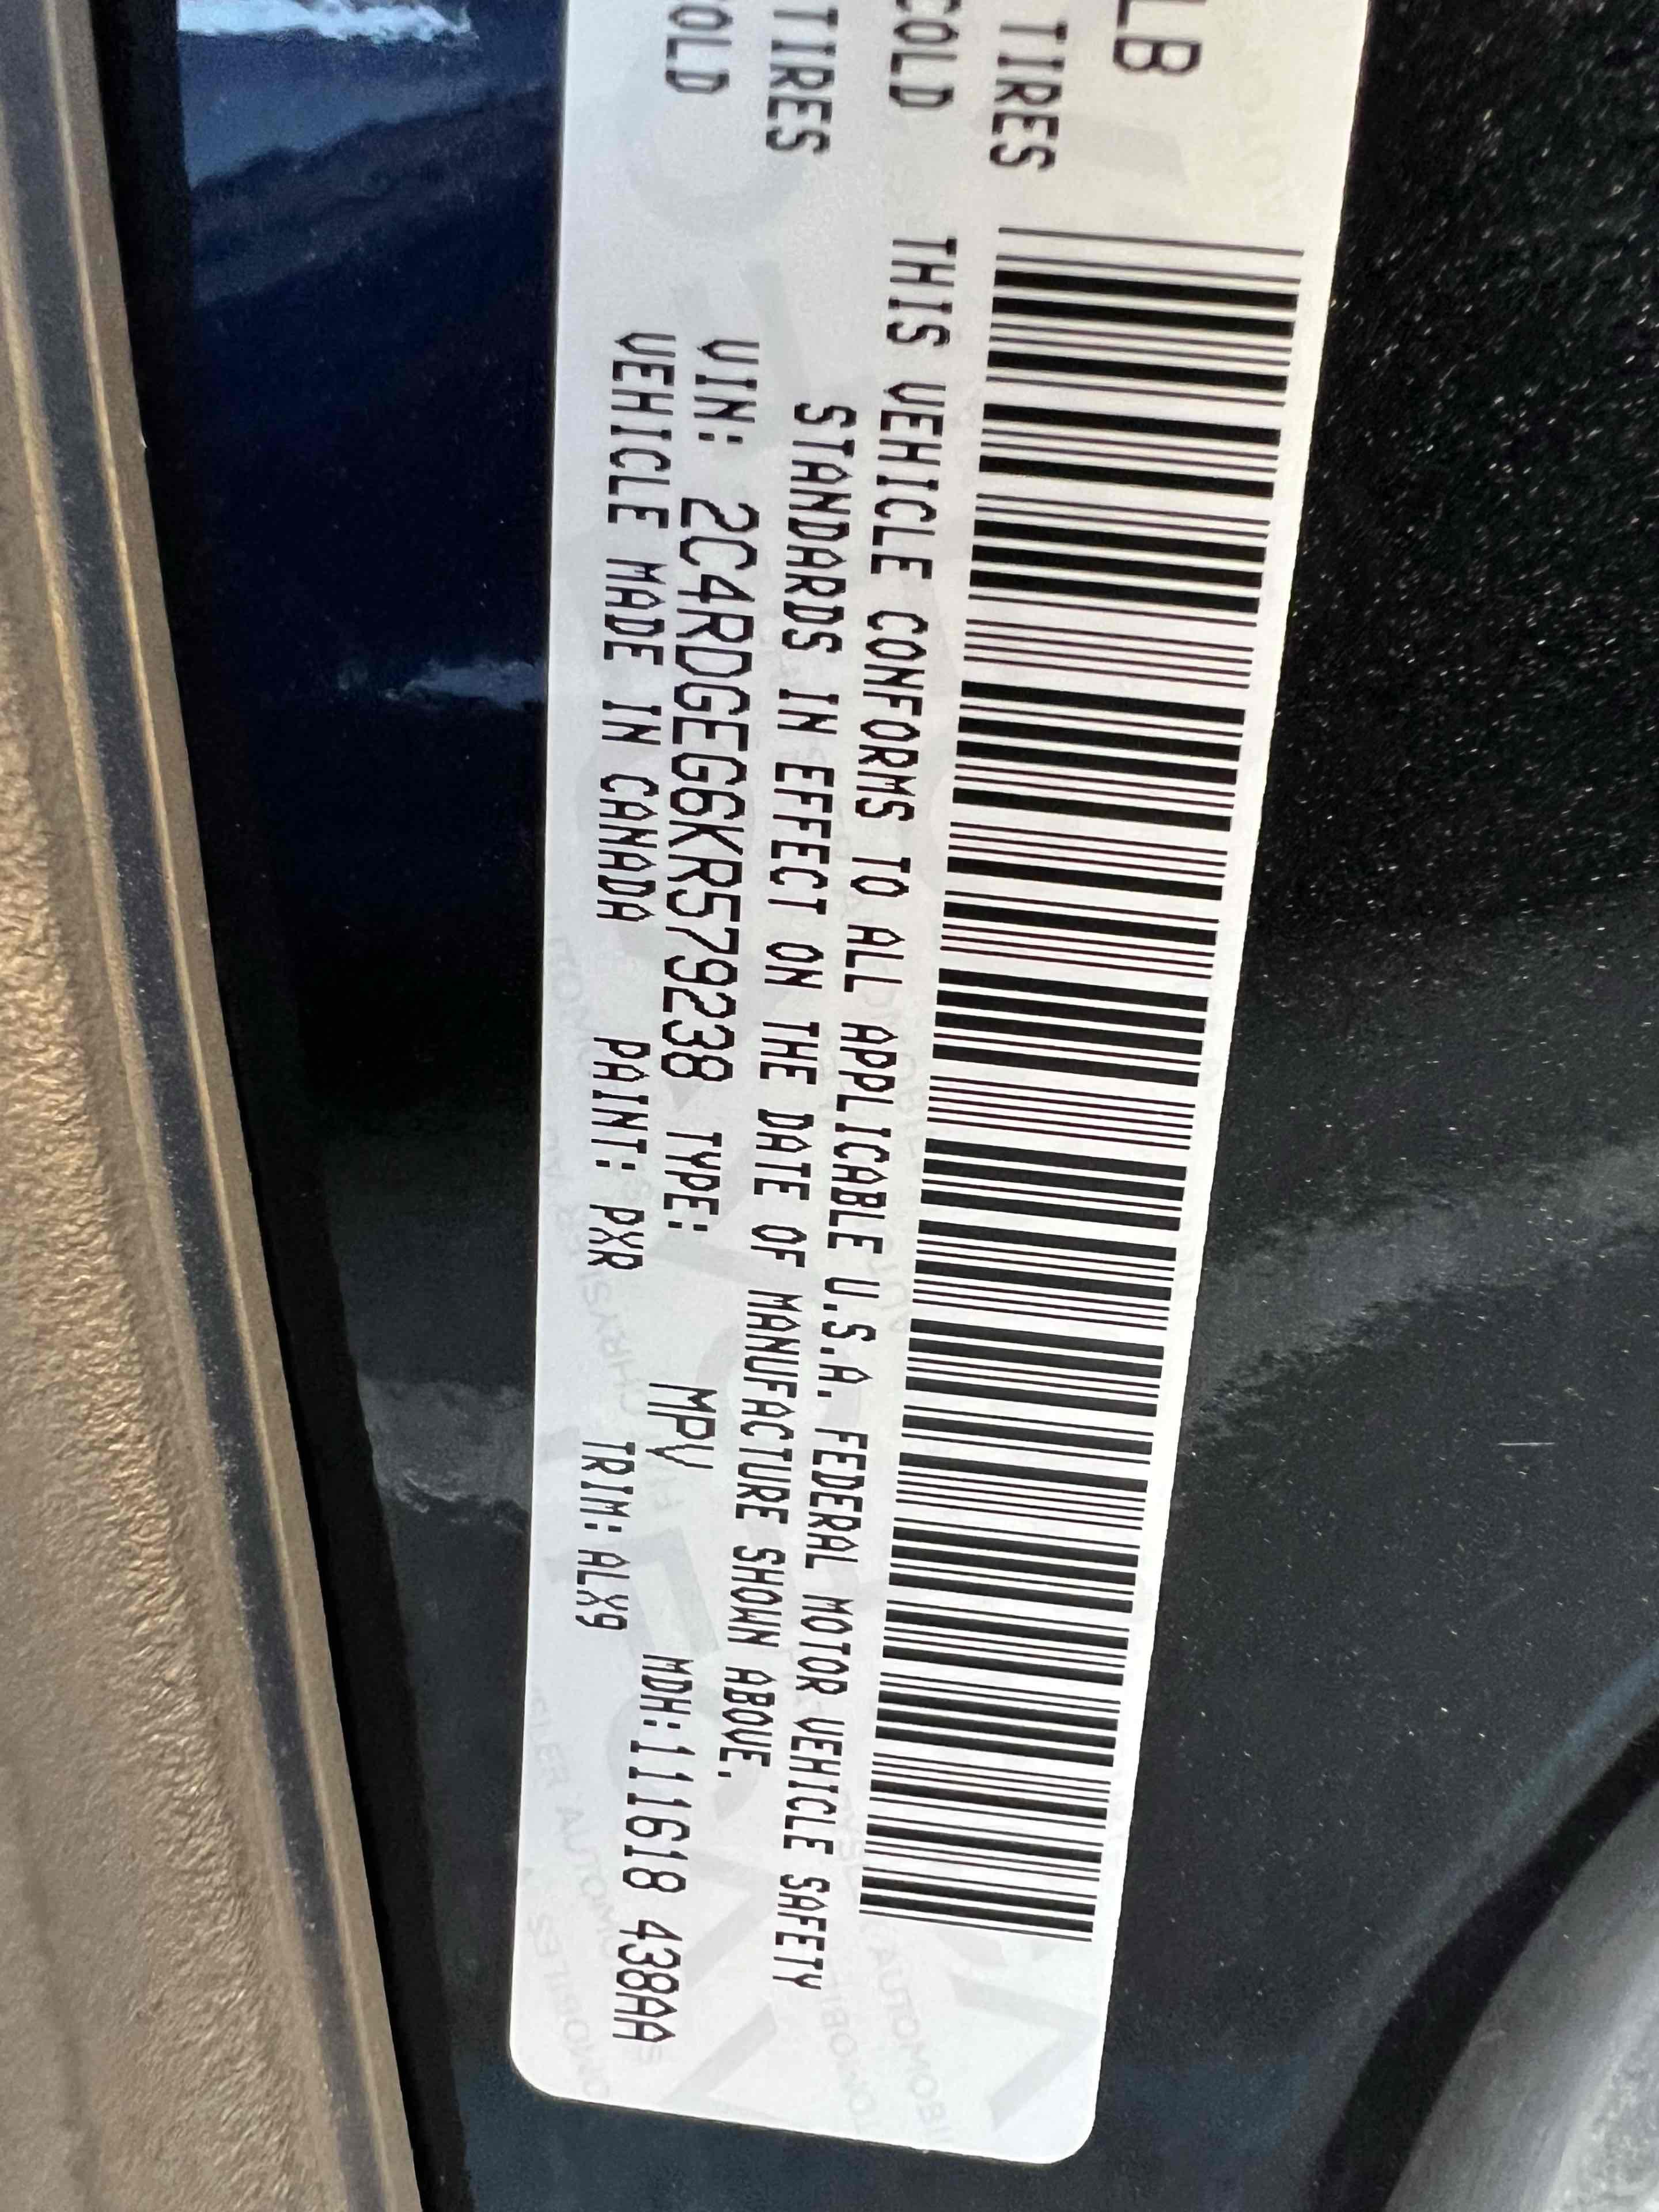 LB
TIRES
COLD
TIRES
OLD
THIS VEHICLE CONFORMS TO ALL APPLICABLE U.S.A. FEDERAL MOTOR VEHICLE SAFETY
STANDARDS IN EFFECT ON THE DATE OF MANUFACTURE SHOWN ABOVE.
VIN: 2C4RDGEG6KR579238 TYPE: MPV MDH:111618 438AA
VEHICLE MADE IN CANADA PAINT: PXR TRIM:ALX9